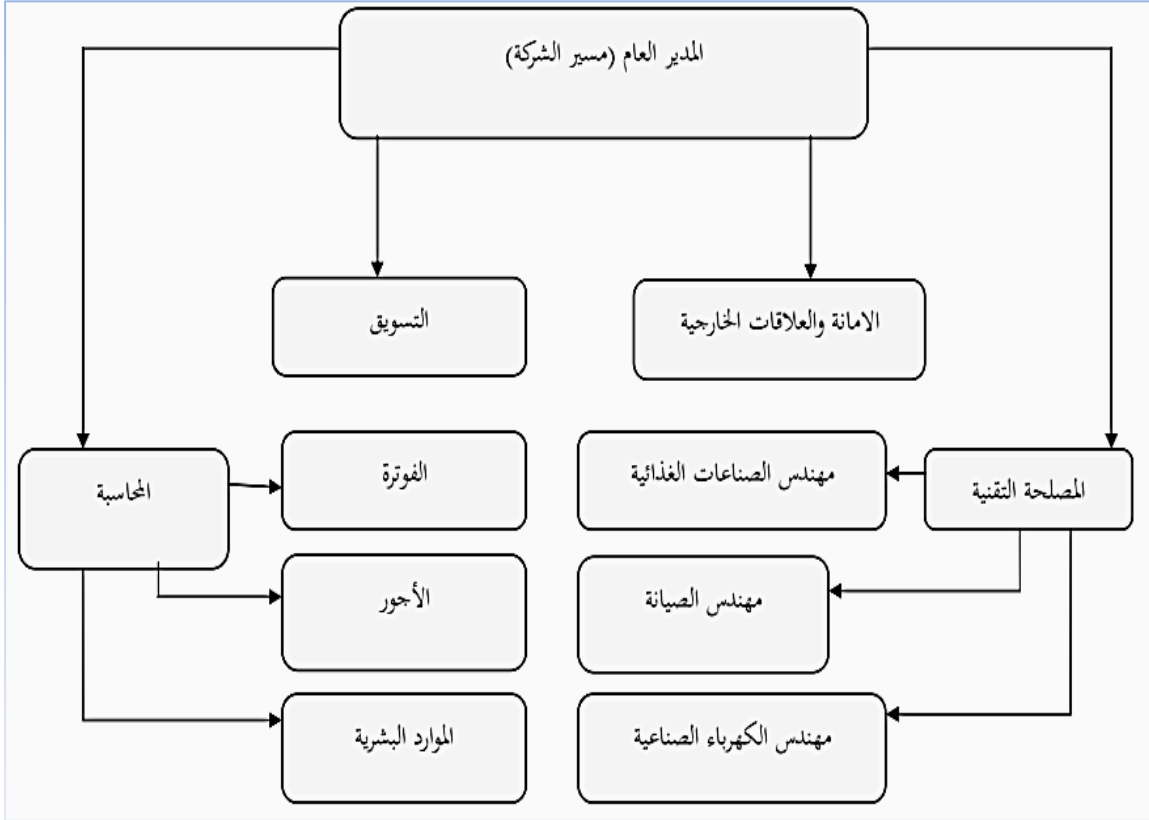 المدير العام (مسير الشركة)
الامانة والعلاقات الخارجية
التسويق
المصلحة التقنية
مهندس الصناعات الغذائية
الفوترة
المحاسبة
مهندس الصيانة
الأجور
مهندس الكهرباء الصناعية
الموارد البشرية